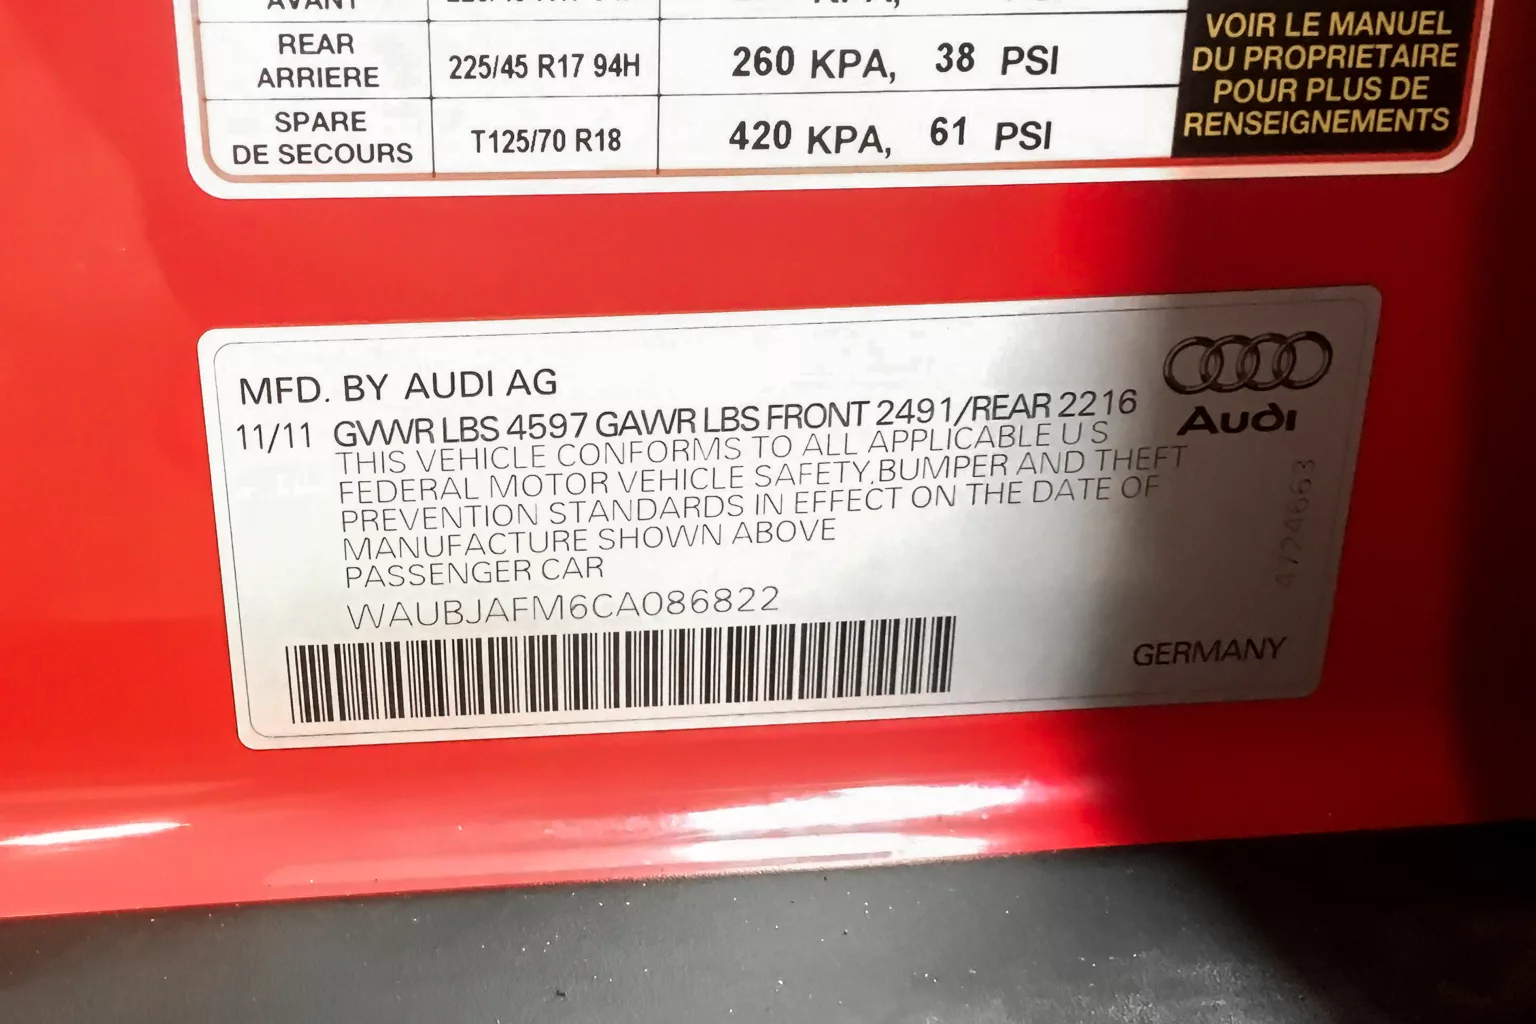 AVANT
REAR
ARRIERE
225/45 R17 94H
260 KPA, 38 PSI
SPARE
DE SECOURS
T125/70 R18
420 KPA, 61 PSI
VOIR LE MANUEL
DU PROPRIETAIRE
POUR PLUS DE
RENSEIGNEMENTS
MFD. BY AUDI AG
11/11 GVWR LBS 4597 GAWR LBS FRONT 2491/REAR 2216
THIS VEHICLE CONFORMS TO ALL APPLICABLE U S
FEDERAL MOTOR VEHICLE SAFETY,BUMPER AND THEFT
PREVENTION STANDARDS IN EFFECT ON THE DATE OF
MANUFACTURE SHOWN ABOVE
PASSENGER CAR
WAUBJAFM6CA086822
Audi
4724663
GERMANY